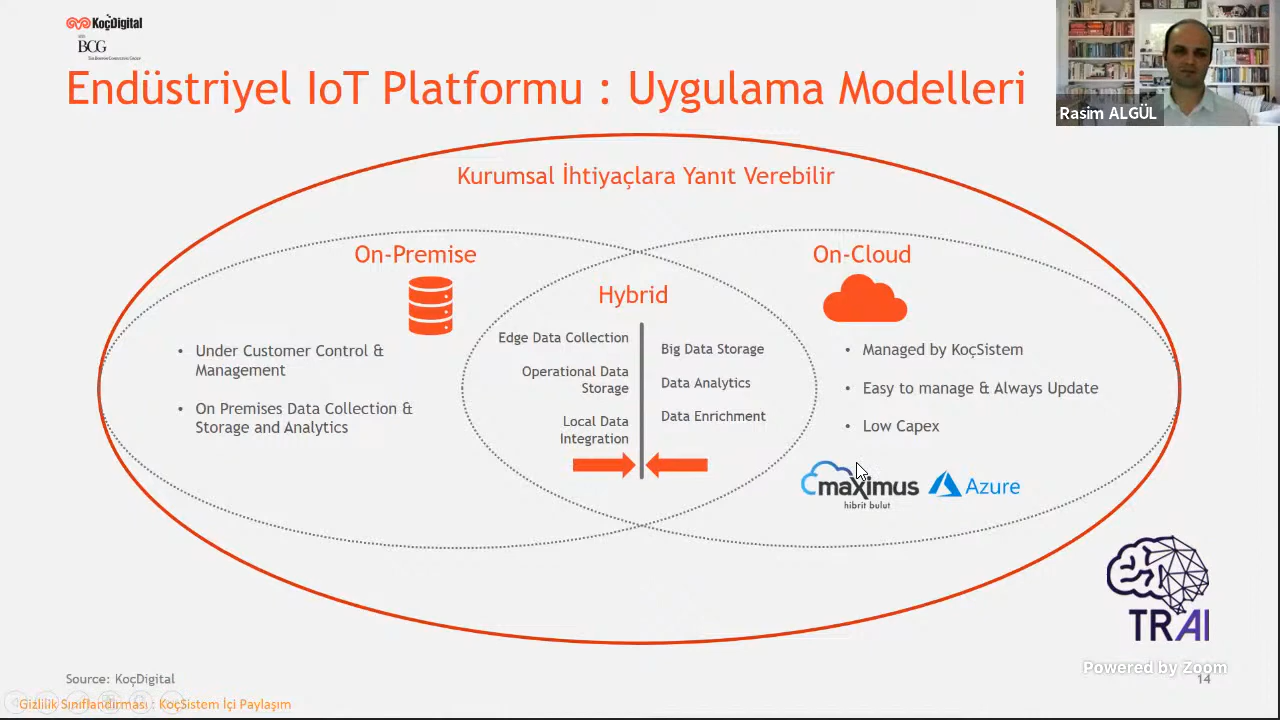 KoçDigital
BCG
Endüstriyel IoT Platformu : Uygulama Modelleri
Rasim ALGÜL
Kurumsal İhtiyaçlara Yanıt Verebilir
On-Premise
• Under Customer Control &
Management
• On Premises Data Collection &
Storage and Analytics
Hybrid
Edge Data Collection
Operational Data
Storage
Local Data
Integration
Big Data Storage
Data Analytics
Data Enrichment
On-Cloud
• Managed by KoçSistem
• Easy to manage & Always Update
• Low Capex
maximus
hibrit bulut
Azure
TRAI
Powered by Zoom
Source: KoçDigital
14
Gizlilik Sınıflandırması : KoçSistem İçi Paylaşım